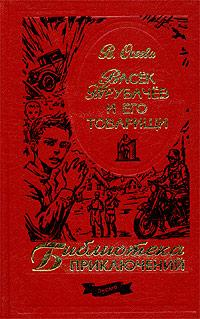 В. Осеева
ВАСЁК
ТРУБАЧЁВ
И ЕГО
ТОВАРИЩИ
Библиотека
ПРИКЛЮЧЕНИЙ